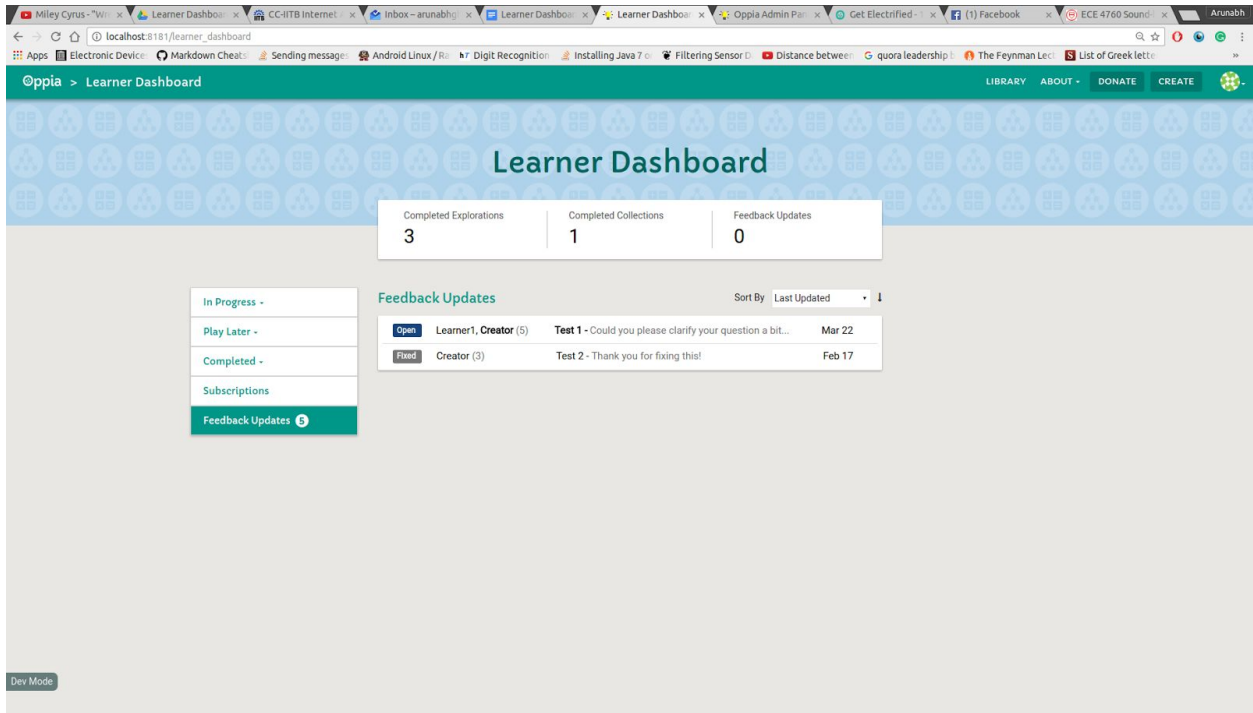 Miley Cyrus - "Wr Learner Dashboa CC-IITB Internet A Inbox – arunabhg Learner Dashboa Learner Dashboa Oppia Admin Pan Get Electrified - (1) Facebook ECE 4760 Sound- Arunabh
localhost:8181/learner_dashboard
Apps Electronic Device Markdown Cheats Sending message Android Linux / Ra Digit Recognition Installing Java 7 o Filtering Sensor D Distance between quora leadership The Feynman Lect List of Greek lette »
Oppia > Learner Dashboard LIBRARY ABOUT DONATE CREATE
Learner Dashboard
Completed Explorations Completed Collections Feedback Updates
3 1 0
Feedback Updates Sort By Last Updated
In Progress
Play Later
Completed
Subscriptions
Feedback Updates 5
Open Learner1, Creator (5) Test 1 - Could you please clarify your question a bit... Mar 22
Fixed Creator (3) Test 2 - Thank you for fixing this! Feb 17
Dev Mode